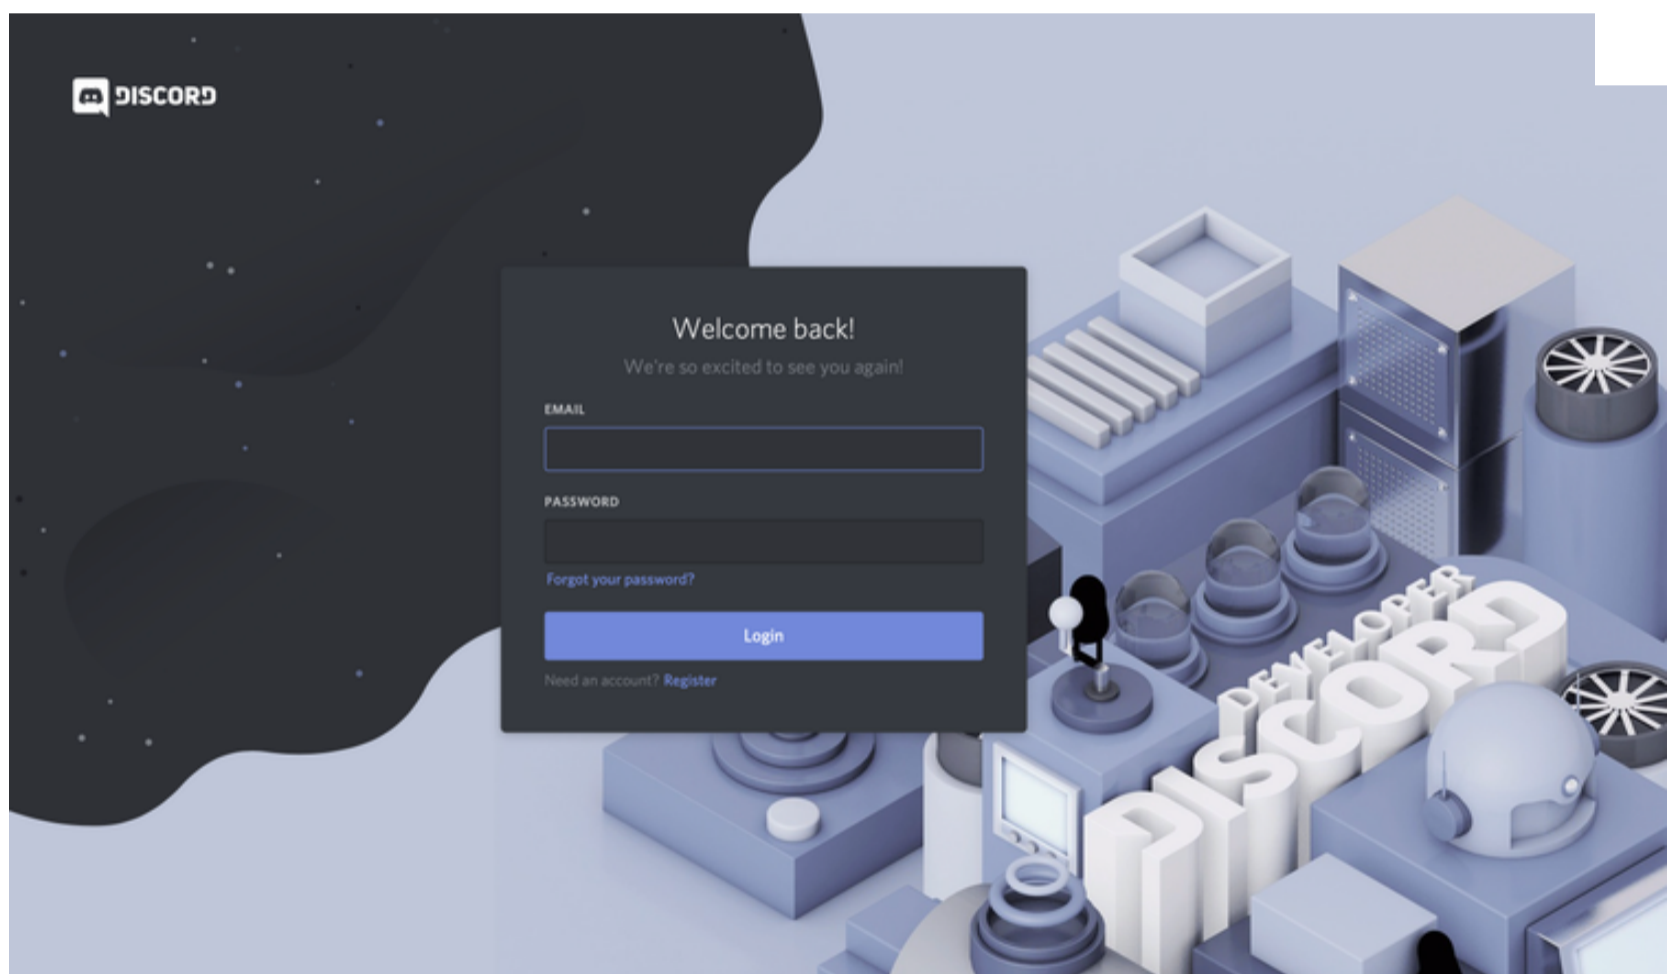 DISCORD
Welcome back!
We're so excited to see you again!
EMAIL
PASSWORD
Forgot your password?
Login
Need an account? Register
DEVELOPER
DISCORD